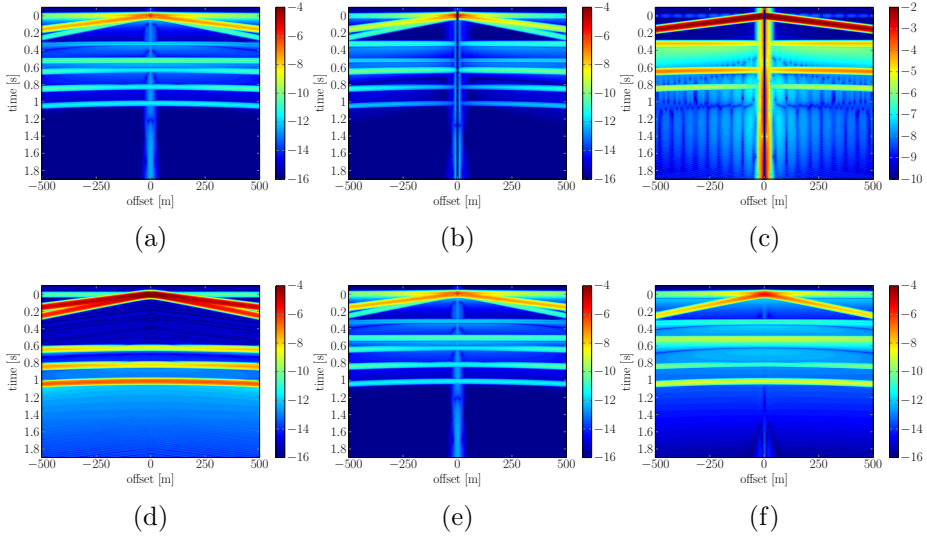 −4 −4 −2
0 0 0
0.2 −6 0.2 −6 0.2 −3
0.4 0.4 0.4 −4
0.6 −8 0.6 −8 0.6 −5
0.8 0.8 0.8
time [s] time [s] time [s]
1 −10 1 −10 1 −6
1.2 1.2 1.2 −7
1.4 −12 1.4 −12 1.4 −8
1.6 −14 1.6 −14 1.6 −9
1.8 1.8 1.8
−16 −16 −10
−500 −250 0 250 500 −500 −250 0 250 500 −500 −250 0 250 500
offset [m] offset [m] offset [m]
(a) (b) (c)
−4 −4 −4
0 0 0
0.2 −6 0.2 −6 0.2 −6
0.4 0.4 0.4
0.6 −8 0.6 −8 0.6 −8
0.8 0.8 0.8
time [s] time [s] time [s]
1 −10 1 −10 1 −10
1.2 1.2 1.2
1.4 −12 1.4 −12 1.4 −12
1.6 −14 1.6 −14 1.6 −14
1.8 1.8 1.8
−16 −16 −16
−500 −250 0 250 500 −500 −250 0 250 500 −500 −250 0 250 500
offset [m] offset [m] offset [m]
(d) (e) (f)